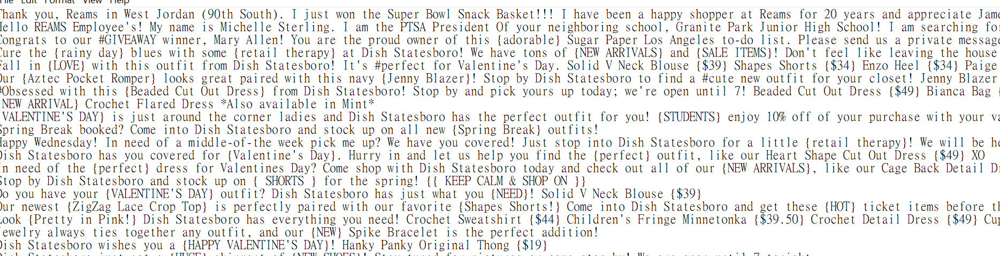 File Edit Format View Help
Thank you, Reams in West Jordan (90th South). I just won the Super Bowl Snack Basket!!! I have been a happy shopper at Reams for 20 years and appreciate Jame
Hello REAMS Employee's! My name is Michelle Sterling. I am the PTSA President Of your neighboring school, Granite Park Junior High School! I am searching for
Congrats to our #GIVEAWAY winner, Mary Allen! You are the proud owner of this {adorable} Sugar Paper Los Angeles to-do list. Please send us a private message
Cure the {rainy day} blues with some {retail therapy} at Dish Statesboro! We have tons of {NEW ARRIVALS} and {SALE ITEMS}! Don't feel like leaving the house
Fall in {LOVE} with this outfit from Dish Statesboro! It's #perfect for Valentine's Day. Solid V Neck Blouse {$39} Shapes Shorts {$34} Enzo Heel {$34} Paige
Our {Aztec Pocket Romper} looks great paired with this navy {Jenny Blazer}! Stop by Dish Statesboro to find a #cute new outfit for your closet! Jenny Blazer
#Obsessed with this {Beaded Cut Out Dress} from Dish Statesboro! Stop by and pick yours up today; we're open until 7! Beaded Cut Out Dress {$49} Bianca Bag {
{NEW ARRIVAL} Crochet Flared Dress *Also available in Mint*
{VALENTINE'S DAY} is just around the corner ladies and Dish Statesboro has the perfect outfit for you! {STUDENTS} enjoy 10% off of your purchase with your va
Spring Break booked? Come into Dish Statesboro and stock up on all new {Spring Break} outfits!
Happy Wednesday! In need of a middle-of-the week pick me up? We have you covered! Just stop into Dish Statesboro for a little {retail therapy}! We will be he
Dish Statesboro has you covered for {Valentine's Day}. Hurry in and let us help you find the {perfect} outfit, like our Heart Shape Cut Out Dress {$49} XO
In need of the {perfect} dress for Valentines Day? Come shop with Dish Statesboro today and check out all of our {NEW ARRIVALS}, like our Cage Back Detail Dr
Stop by Dish Statesboro and stock up on { SHORTS } for the spring! {{ KEEP CALM & SHOP ON }}
Do you have your {VALENTINE'S DAY} outfit? Dish Statesboro has just what you {NEED}! Solid V Neck Blouse {$39}
Our newest {ZigZag Lace Crop Top} is perfectly paired with our favorite {Shapes Shorts!} Come into Dish Statesboro and get these {HOT} ticket items before th
Look {Pretty in Pink!} Dish Statesboro has everything you need! Crochet Sweatshirt {$44} Children's Fringe Minnetonka {$39.50} Crochet Detail Dress {$49} Cup
Jewelry always ties together any outfit, and our {NEW} Spike Bracelet is the perfect addition!
Dish Statesboro wishes you a {HAPPY VALENTINE'S DAY}! Hanky Panky Original Thong {$19}
Dish Statesboro just got a {HUGE} shipment of {NEW SHOES}! Stay tuned for pictures or come stop by! We are open until 7 tonight